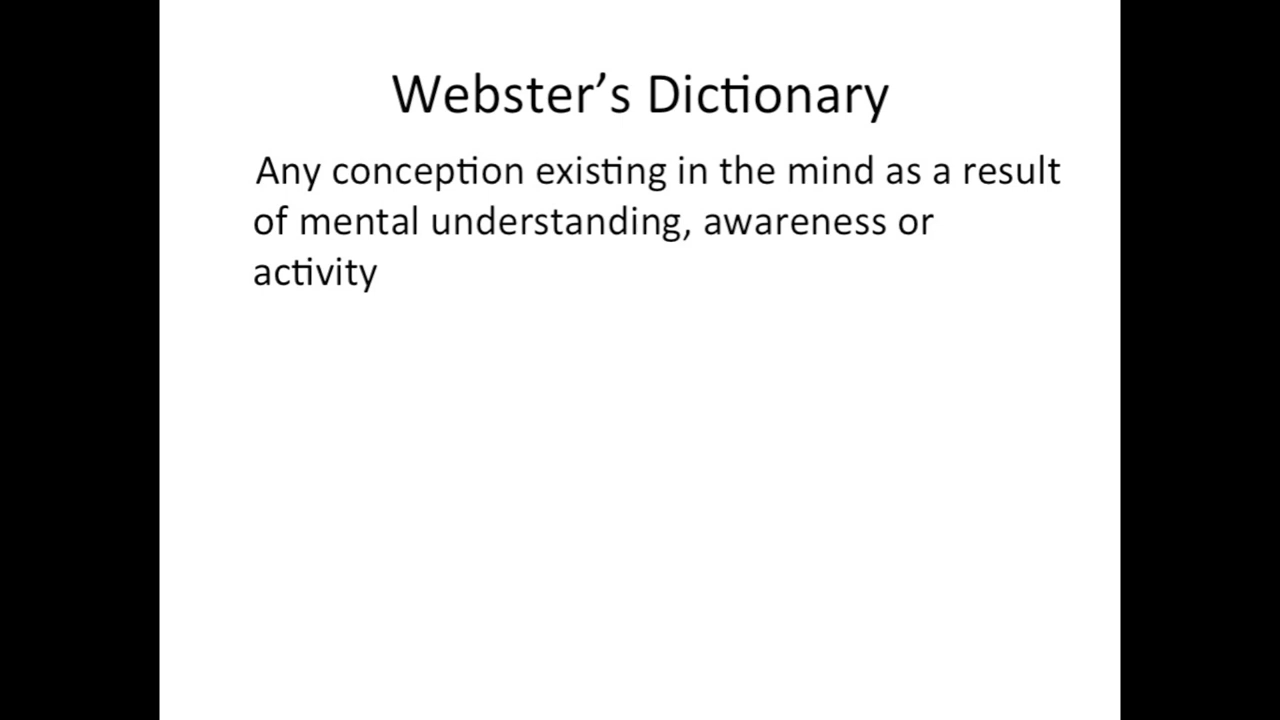 Webster’s Dictionary
Any conception existing in the mind as a result
of mental understanding, awareness or
activity